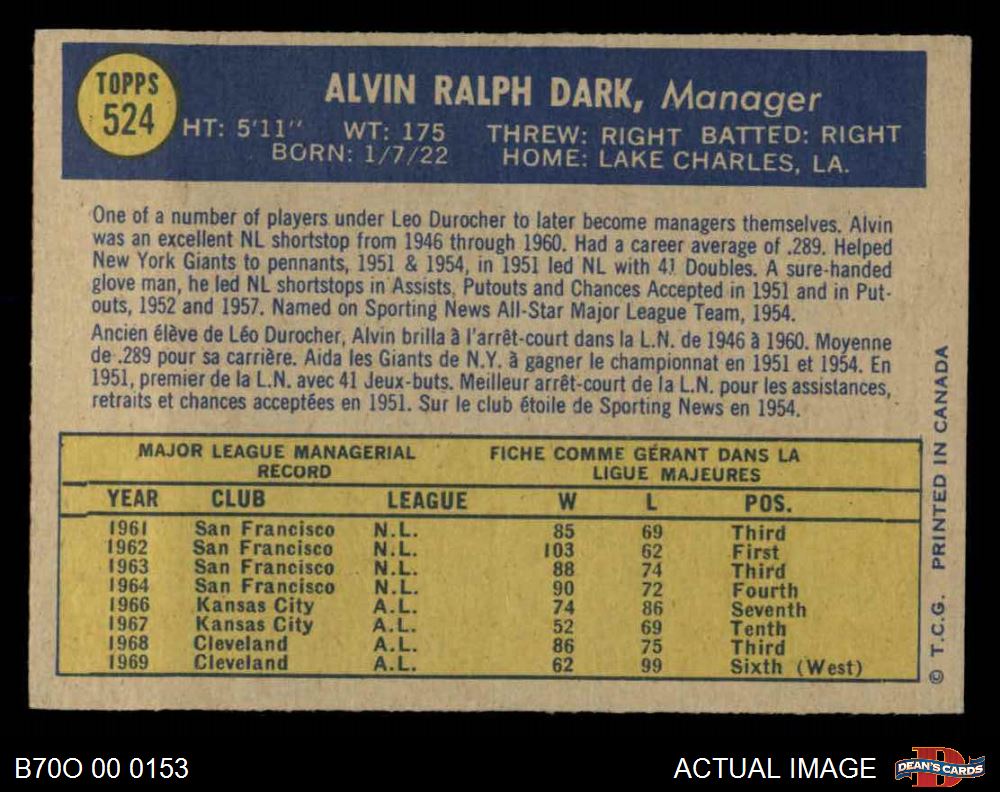 TOPPS
524
ALVIN RALPH DARK, Manager
HT: 5'11" WT: 175 THREW: RIGHT BATTED: RIGHT
BORN: 1/7/22 HOME: LAKE CHARLES, LA.
One of a number of players under Leo Durocher to later become managers themselves. Alvin
was an excellent NL shortstop from 1946 through 1960. Had a career average of .289. Helped
New York Giants to pennants, 1951 & 1954, in 1951 led NL with 41 Doubles. A sure-handed
glove man, he led NL shortstops in Assists, Putouts and Chances Accepted in 1951 and in Put-
outs, 1952 and 1957. Named on Sporting News All-Star Major League Team, 1954.
Ancien élève de Léo Durocher, Alvin brilla à l'arrêt-court dans la L.N. de 1946 à 1960. Moyenne
de .289 pour sa carrière. Aida les Giants de N.Y. à gagner le championnat en 1951 et 1954. En
1951, premier de la L.N. avec 41 Jeux-buts. Meilleur arrêt-court de la L.N. pour les assistances,
retraits et chances acceptées en 1951. Sur le club étoile de Sporting News en 1954.
MAJOR LEAGUE MANAGERIAL RECORD
FICHE COMME GÉRANT DANS LA LIGUE MAJEURES
YEAR CLUB LEAGUE W L POS.
1961 San Francisco N.L. 85 69 Third
1962 San Francisco N.L. 103 62 First
1963 San Francisco N.L. 88 74 Third
1964 San Francisco N.L. 90 72 Fourth
1966 Kansas City A.L. 74 86 Seventh
1967 Kansas City A.L. 52 69 Tenth
1968 Cleveland A.L. 86 75 Third
1969 Cleveland A.L. 62 99 Sixth (West)
© T.C.G. PRINTED IN CANADA
B70O 00 0153
ACTUAL IMAGE
D
DEAN'S CARDS